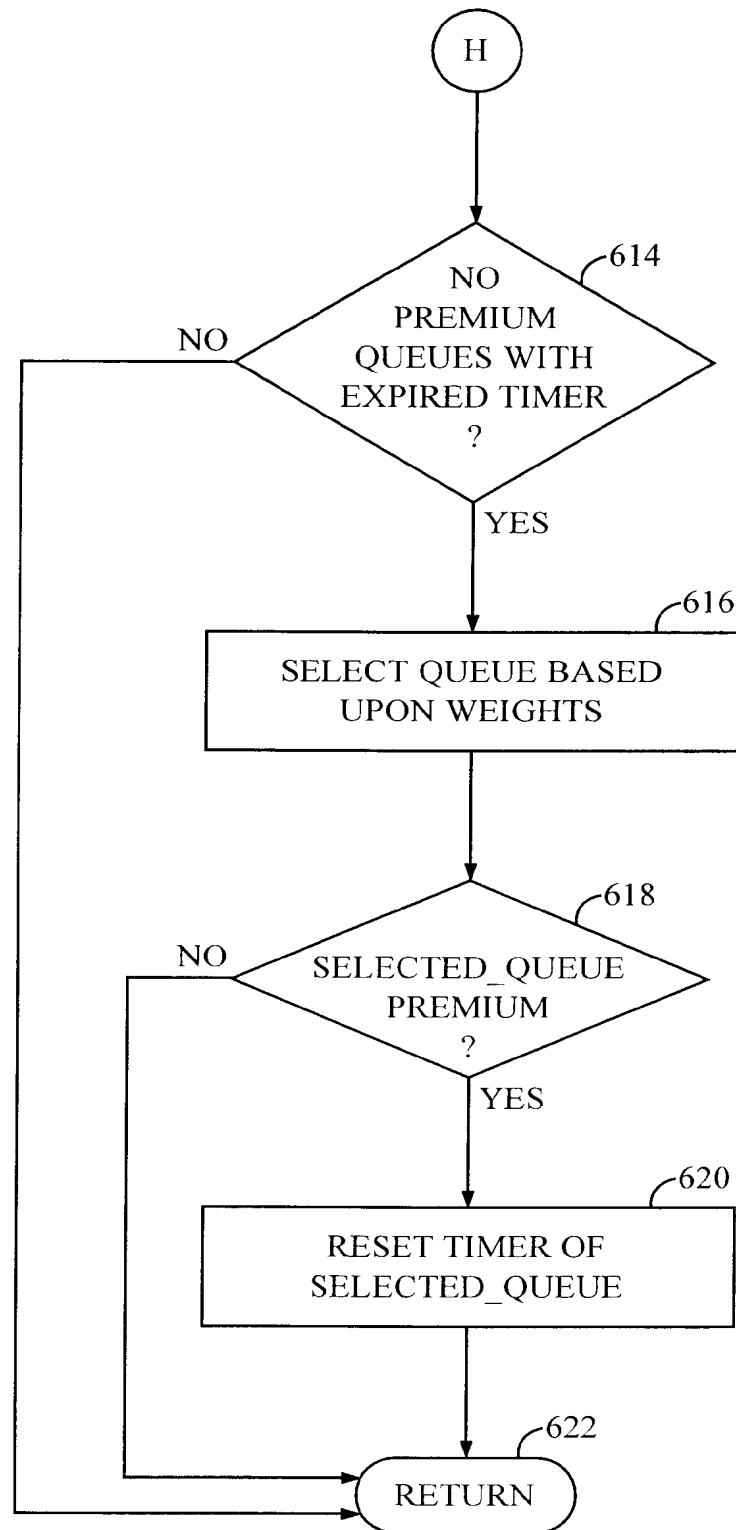 H
614
NO
PREMIUM
QUEUES WITH
EXPIRED TIMER
?
NO
YES
616
SELECT QUEUE BASED
UPON WEIGHTS
618
NO
SELECTED_QUEUE
PREMIUM
?
YES
620
RESET TIMER OF
SELECTED_QUEUE
622
RETURN